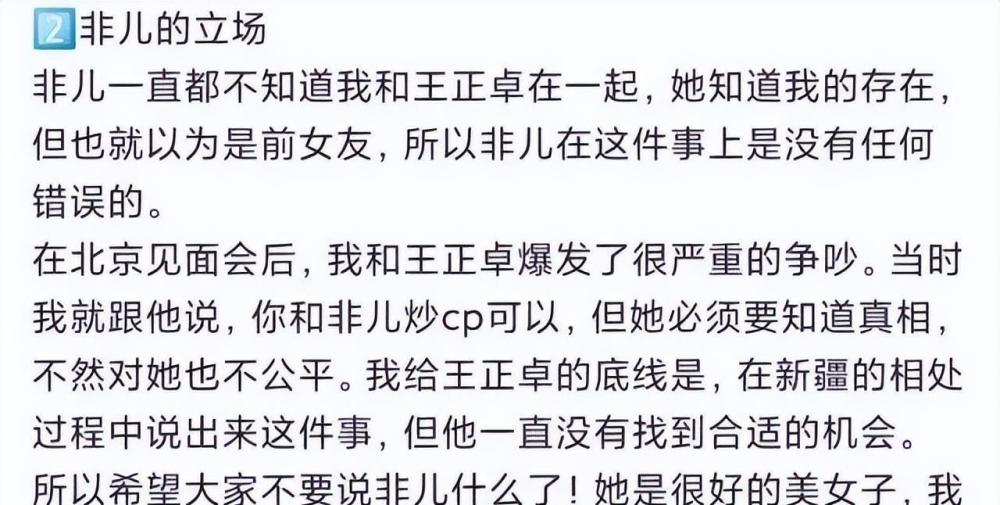 2️⃣非儿的立场
非儿一直都不知道我和王正卓在一起，她知道我的存在，
但也就以为是前女友，所以非儿在这件事上是没有任何
错误的。
在北京见面会后，我和王正卓爆发了很严重的争吵。当时
我就跟他说，你和非儿炒cp可以，但她必须要知道真相，
不然对她也不公平。我给王正卓的底线是，在新疆的相处
过程中说出来这件事，但他一直没有找到合适的机会。
所以希望大家不要说非儿什么了！她是很好的美女子，我